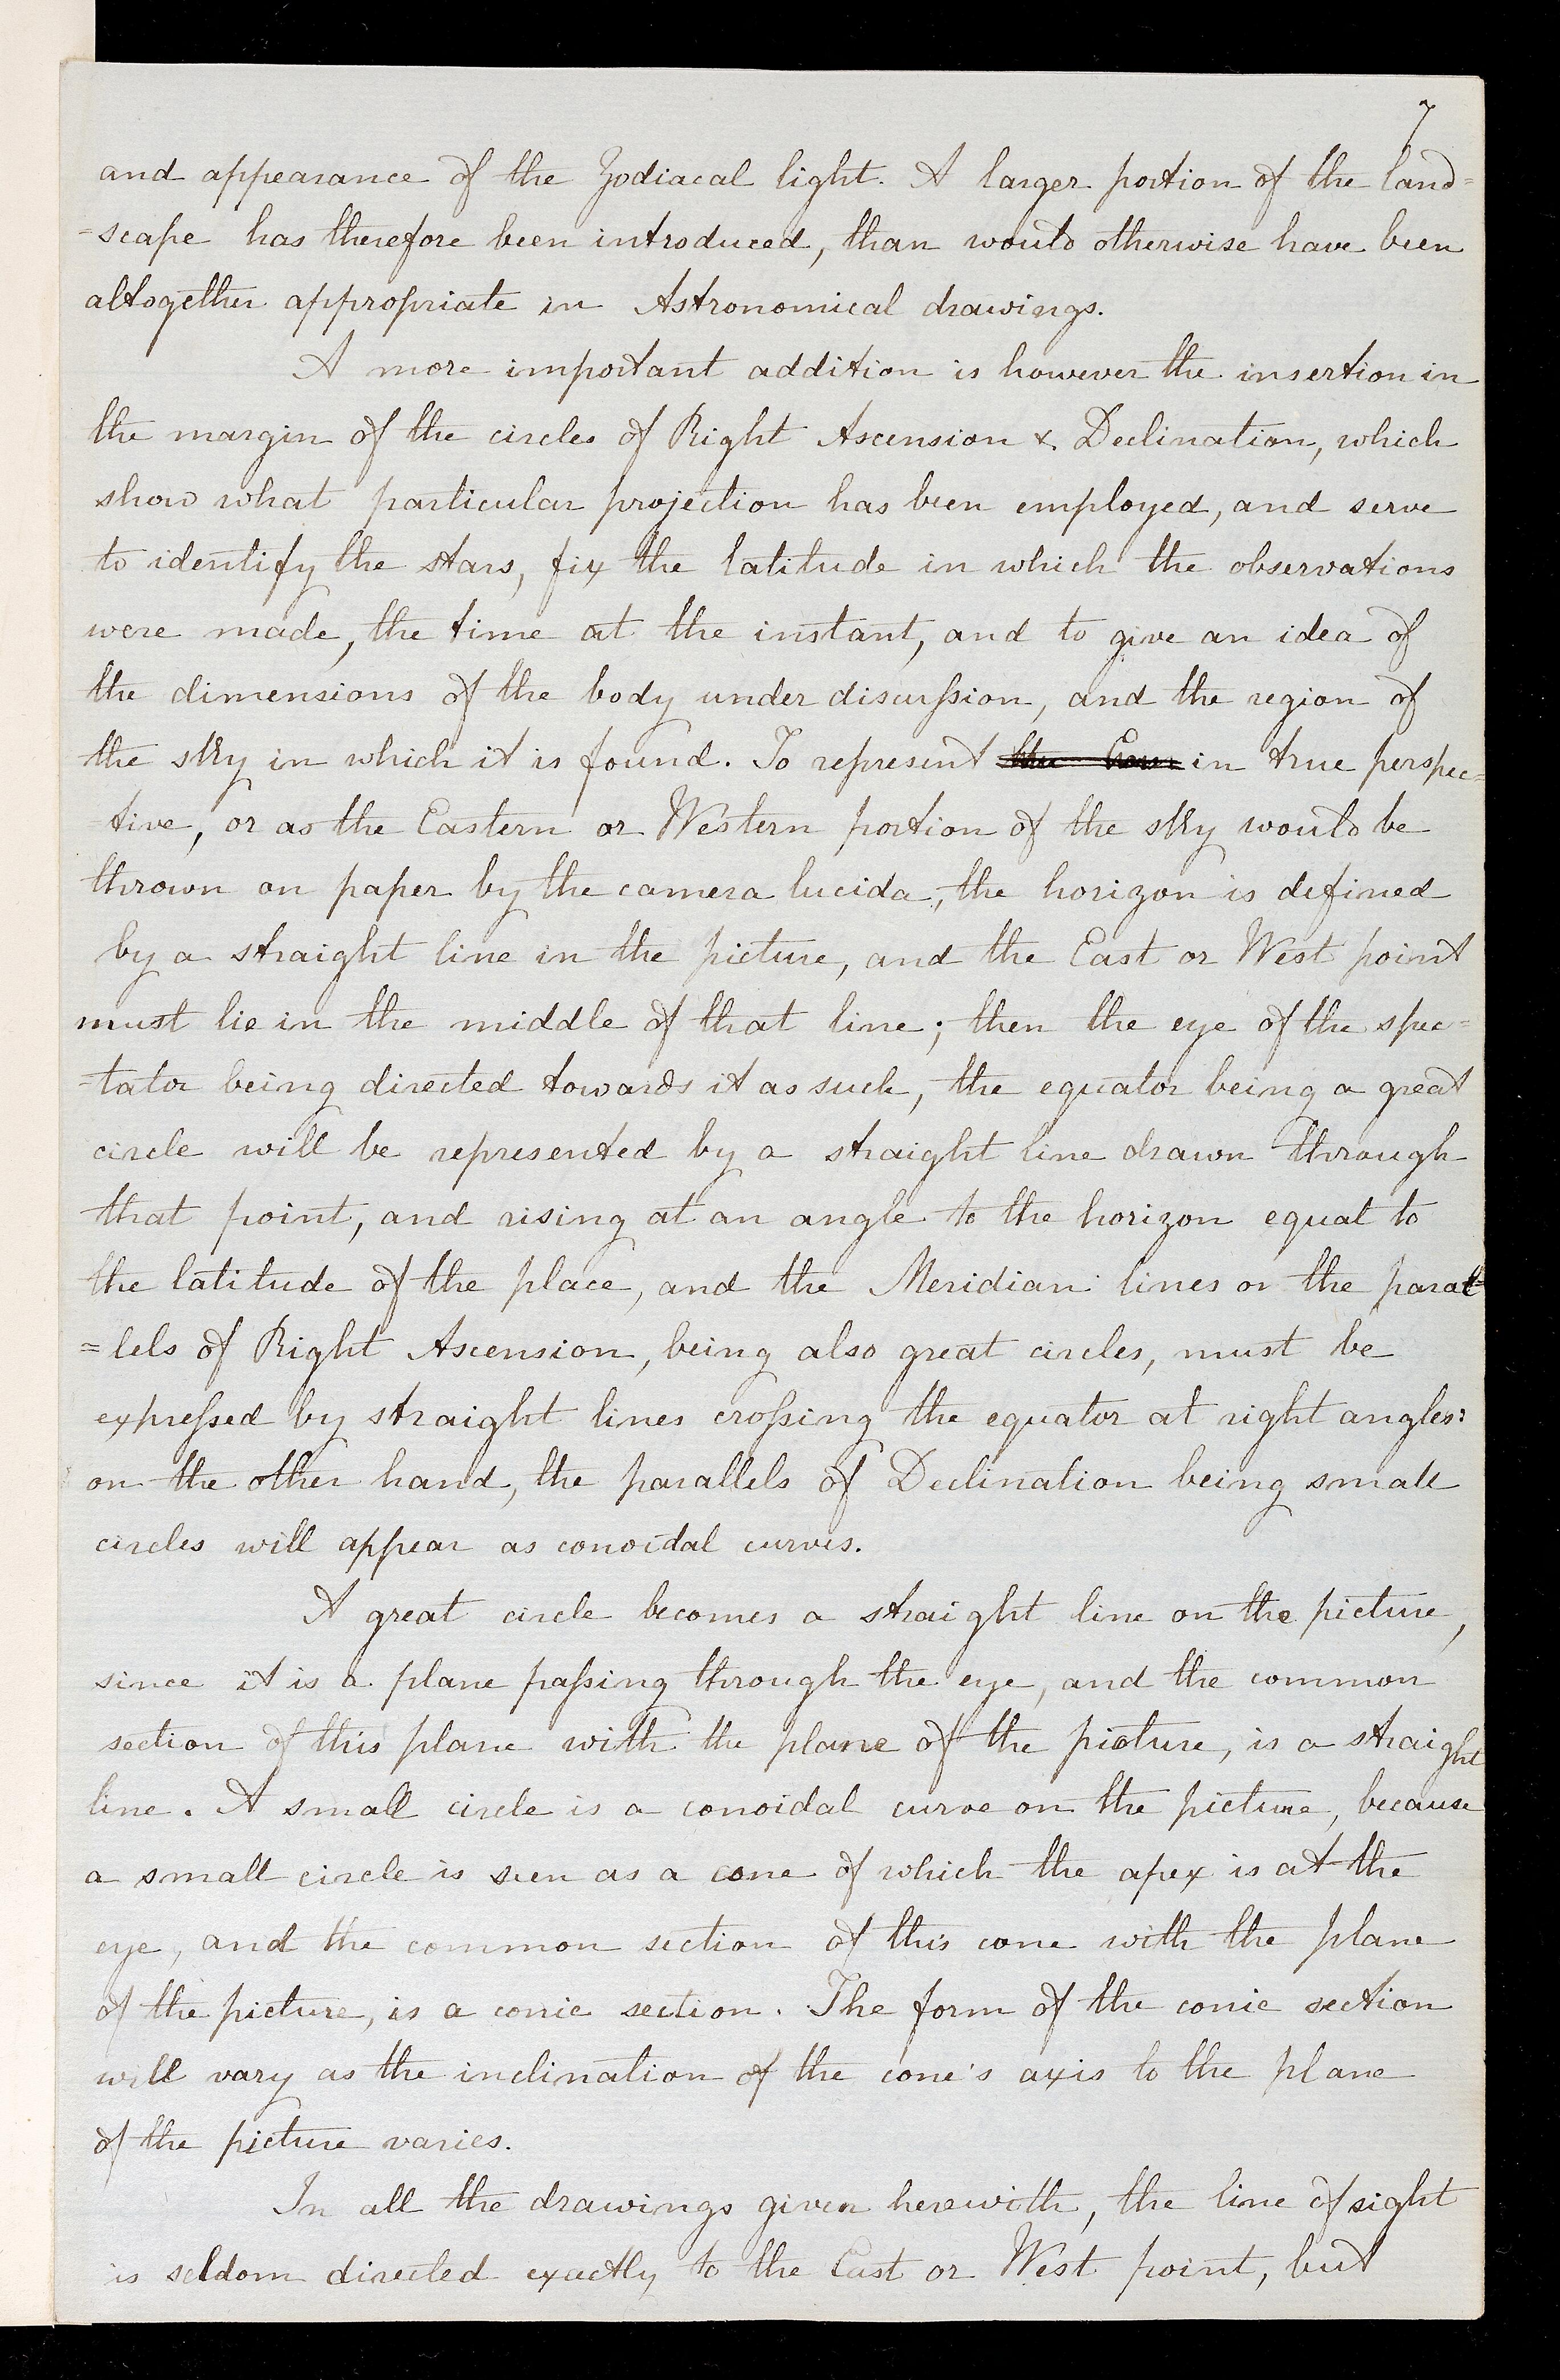 7
and appearance of the Zodiacal light. A larger portion of the land=
=scape has therefore been introduced, than would otherwise have been
altogether appropriate in Astronomical drawings.
A more important addition is however the insertion in
the margin of the circles of Right Ascension & Declination, which
show what particular projection has been employed, and serve
to identify the stars, fix the latitude in which the observations
were made, the time at the instant, and to give an idea of
the dimensions of the body under discuſsion, and the region of
the sky in which it is found. To represent in true perspec=
tive, or as the Eastern or Western portion of the sky would be
thrown on paper by the camera lucida, the horizon is defined
by a straight line in the picture, and the East or West point
must lie in the middle of that line; then the eye of the spec=
=tator being directed towards it as such, the equator being a great
circle will be represented by a straight line drawn through
that point, and rising at an angle to the horizon equal to
the latitude of the place, and the Meridian lines or the paral=
=lels of Right Ascension, being also great circles, must be
expreſsed by straight lines croſsing the equator at right angles:
on the other hand, the parallels of Declination being small
circles will appear as conoidal curves.
A great circle becomes a straight line on the picture,
since it is a plane paſsing through the eye, and the common
section of this plane with the plane of the picture, is a straight
line. A small circle is a conoidal curve on the picture, because
a small circle is seen as a cone of which the apex is at the
eye, and the common section of this cone with the plane
of the picture, is a conic section. The form of the conic section
will vary as the inclination of the cone's axis to the plane
of the picture varies.
In all the drawings given herewith, the line of sight
is seldom directed exactly to the East or West point, but